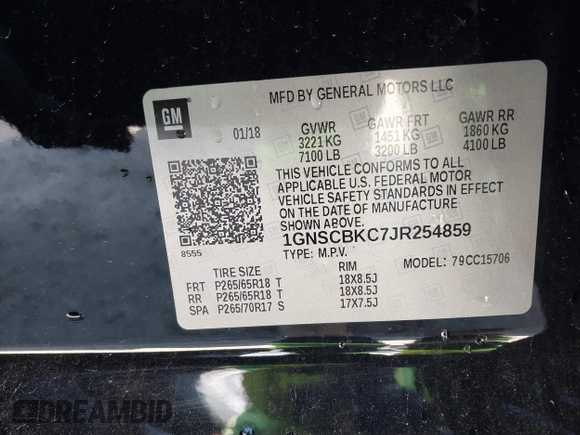 MFD BY GENERAL MOTORS LLC
GM
01/18
GVWR GAWR FRT GAWR RR
3221 KG 1451 KG 1860 KG
7100 LB 3200 LB 4100 LB
THIS VEHICLE CONFORMS TO ALL
APPLICABLE U.S. FEDERAL MOTOR
VEHICLE SAFETY STANDARDS IN EFFECT
ON THE DATE OF MANUFACTURE
SHOWN ABOVE.
1GNSCBKC7JR254859
8555
TYPE: M.P.V. MODEL: 79CC15706
TIRE SIZE RIM
FRT P265/65R18 T 18X8.5J
RR P265/65R18 T 18X8.5J
SPA P265/70R17 S 17X7.5J
DREAMBID